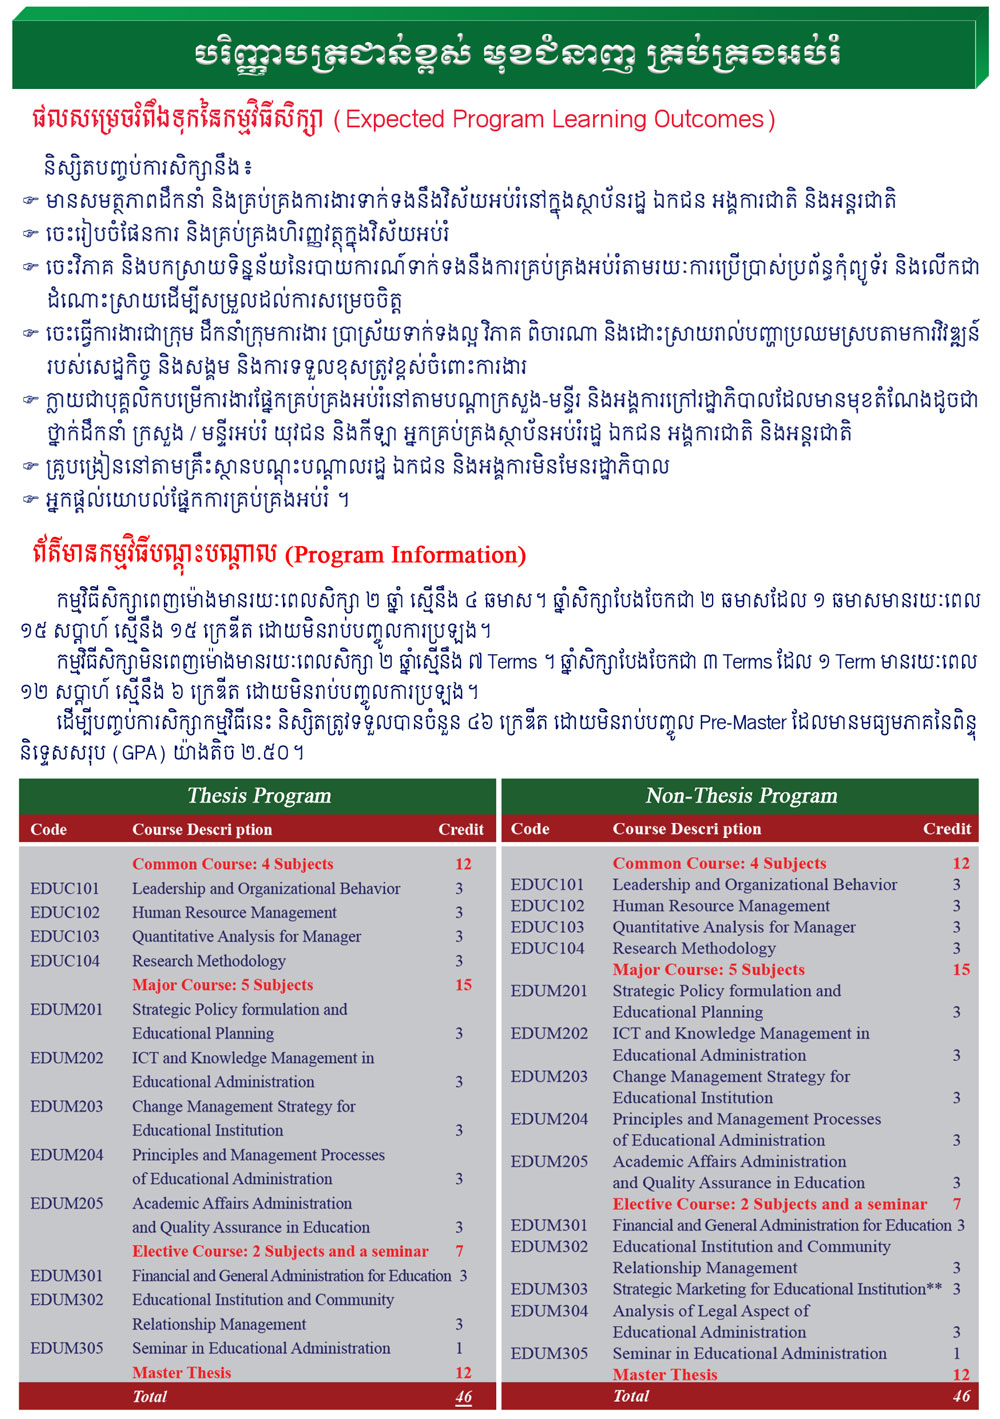 បរិញ្ញាបត្រជាន់ខ្ពស់ មុខជំនាញ គ្រប់គ្រងអប់រំ
ផលសម្រេចរំពឹងទុកនៃកម្មវិធីសិក្សា (Expected Program Learning Outcomes)
និស្សិតបញ្ចប់ការសិក្សានឹង៖
☞ មានសមត្ថភាពដឹកនាំ និងគ្រប់គ្រងការងារទាក់ទងនឹងវិស័យអប់រំនៅក្នុងស្ថាប័នរដ្ឋ ឯកជន អង្គការជាតិ និងអន្តរជាតិ
☞ ចេះរៀបចំផែនការ និងគ្រប់គ្រងហិរញ្ញវត្ថុក្នុងវិស័យអប់រំ
☞ ចេះវិភាគ និងបកស្រាយទិន្នន័យនៃរបាយការណ៍ទាក់ទងនឹងការគ្រប់គ្រងអប់រំតាមរយៈការប្រើប្រាស់ប្រព័ន្ធកុំព្យូទ័រ និងលើកជា
ដំណោះស្រាយដើម្បីសម្រួលដល់ការសម្រេចចិត្ត
☞ ចេះធ្វើការងារជាក្រុម ដឹកនាំក្រុមការងារ ប្រាស្រ័យទាក់ទងល្អ វិភាគ ពិចារណា និងដោះស្រាយរាល់បញ្ហាប្រឈមស្របតាមការវិវឌ្ឍន៍
របស់សេដ្ឋកិច្ច និងសង្គម និងការទទួលខុសត្រូវខ្ពស់ចំពោះការងារ
☞ ក្លាយជាបុគ្គលិកបម្រើការងារផ្នែកគ្រប់គ្រងអប់រំនៅតាមបណ្តាក្រសួង-មន្ទីរ និងអង្គការក្រៅរដ្ឋាភិបាលដែលមានមុខតំណែងដូចជា
ថ្នាក់ដឹកនាំ ក្រសួង / មន្ទីរអប់រំ យុវជន និងកីឡា អ្នកគ្រប់គ្រងស្ថាប័នអប់រំរដ្ឋ ឯកជន អង្គការជាតិ និងអន្តរជាតិ
☞ គ្រូបង្រៀននៅតាមគ្រឹះស្ថានបណ្តុះបណ្តាលរដ្ឋ ឯកជន និងអង្គការមិនមែនរដ្ឋាភិបាល
☞ អ្នកផ្តល់យោបល់ផ្នែកការគ្រប់គ្រងអប់រំ ។
ព័ត៌មានកម្មវិធីបណ្តុះបណ្តាល (Program Information)
កម្មវិធីសិក្សាពេញម៉ោងមានរយៈពេលសិក្សា ២ ឆ្នាំ ស្មើនឹង ៤ ឆមាស។ ឆ្នាំសិក្សាបែងចែកជា ២ ឆមាសដែល ១ ឆមាសមានរយៈពេល
១៥ សប្តាហ៍ ស្មើនឹង ១៥ ក្រេឌីត ដោយមិនរាប់បញ្ចូលការប្រឡង។
កម្មវិធីសិក្សាមិនពេញម៉ោងមានរយៈពេលសិក្សា ២ ឆ្នាំស្មើនឹង ៧ Terms ។ ឆ្នាំសិក្សាបែងចែកជា ៣ Terms ដែល ១ Term មានរយៈពេល
១២ សប្តាហ៍ ស្មើនឹង ៦ ក្រេឌីត ដោយមិនរាប់បញ្ចូលការប្រឡង។
ដើម្បីបញ្ចប់ការសិក្សាកម្មវិធីនេះ និស្សិតត្រូវទទួលបានចំនួន ៤៦ ក្រេឌីត ដោយមិនរាប់បញ្ចូល Pre-Master ដែលមានមធ្យមភាគនៃពិន្ទុ
និទ្ទេសសរុប (GPA) យ៉ាងតិច ២.៥០។
Thesis Program
Code Course Descri ption Credit
Common Course: 4 Subjects 12
EDUC101 Leadership and Organizational Behavior 3
EDUC102 Human Resource Management 3
EDUC103 Quantitative Analysis for Manager 3
EDUC104 Research Methodology 3
Major Course: 5 Subjects 15
EDUM201 Strategic Policy formulation and
Educational Planning 3
EDUM202 ICT and Knowledge Management in
Educational Administration 3
EDUM203 Change Management Strategy for
Educational Institution 3
EDUM204 Principles and Management Processes
of Educational Administration 3
EDUM205 Academic Affairs Administration
and Quality Assurance in Education 3
Elective Course: 2 Subjects and a seminar 7
EDUM301 Financial and General Administration for Education 3
EDUM302 Educational Institution and Community
Relationship Management 3
EDUM305 Seminar in Educational Administration 1
Master Thesis 12
Total 46
Non-Thesis Program
Code Course Descri ption Credit
Common Course: 4 Subjects 12
EDUC101 Leadership and Organizational Behavior 3
EDUC102 Human Resource Management 3
EDUC103 Quantitative Analysis for Manager 3
EDUC104 Research Methodology 3
Major Course: 5 Subjects 15
EDUM201 Strategic Policy formulation and
Educational Planning 3
EDUM202 ICT and Knowledge Management in
Educational Administration 3
EDUM203 Change Management Strategy for
Educational Institution 3
EDUM204 Principles and Management Processes
of Educational Administration 3
EDUM205 Academic Affairs Administration
and Quality Assurance in Education 3
Elective Course: 2 Subjects and a seminar 7
EDUM301 Financial and General Administration for Education 3
EDUM302 Educational Institution and Community
Relationship Management 3
EDUM303 Strategic Marketing for Educational Institution** 3
EDUM304 Analysis of Legal Aspect of
Educational Administration 3
EDUM305 Seminar in Educational Administration 1
Master Thesis 12
Total 46